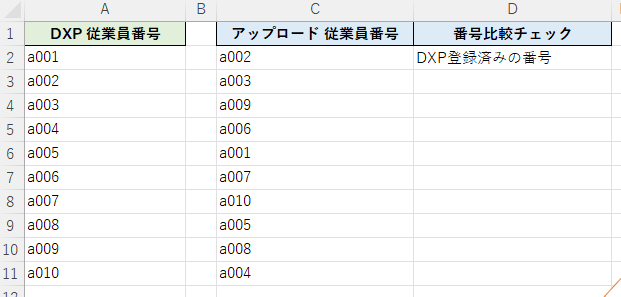 A B C D
1 DXP 従業員番号 アップロード 従業員番号 番号比較チェック
2 a001 a002 DXP登録済みの番号
3 a002 a003
4 a003 a009
5 a004 a006
6 a005 a001
7 a006 a007
8 a007 a010
9 a008 a005
10 a009 a008
11 a010 a004